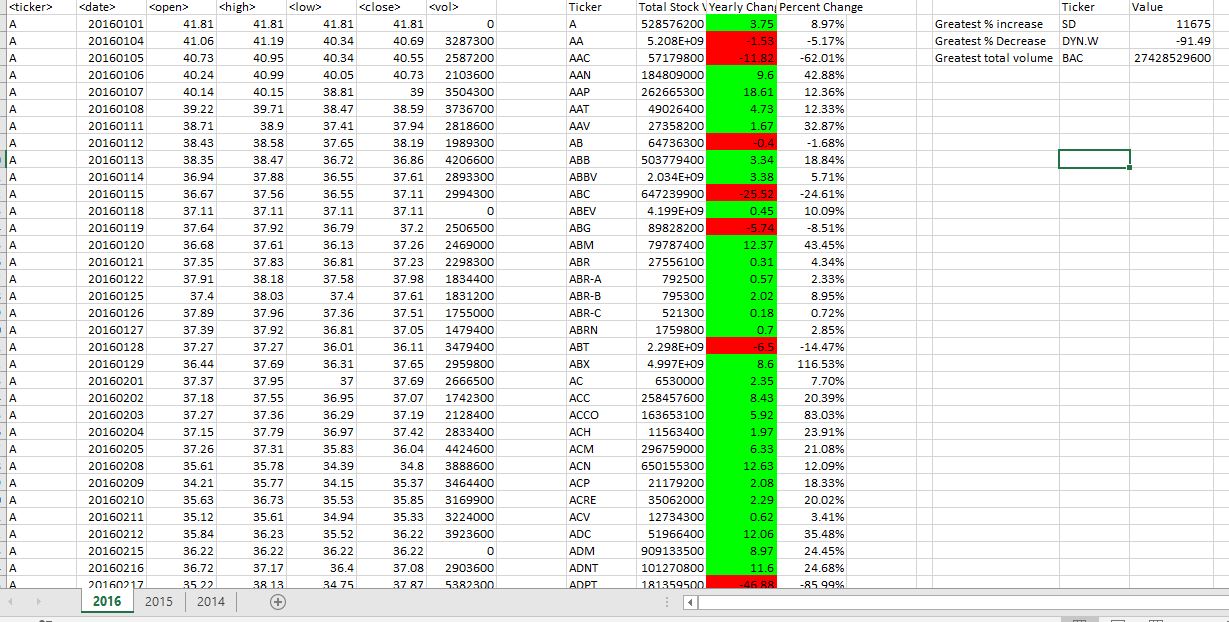 <ticker> <date> <open> <high> <low> <close> <vol> Ticker Total Stock V Yearly Chang Percent Change Ticker Value
A 20160101 41.81 41.81 41.81 41.81 0 A 528576200 3.75 8.97% Greatest % increase SD 11675
A 20160104 41.06 41.19 40.34 40.69 3287300 AA 5.208E+09 -1.53 -5.17% Greatest % Decrease DYN.W -91.49
A 20160105 40.73 40.95 40.34 40.55 2587200 AAC 57179800 -11.82 -62.01% Greatest total volume BAC 27428529600
A 20160106 40.24 40.99 40.05 40.73 2103600 AAN 184809000 9.6 42.88%
A 20160107 40.14 40.15 38.81 39 3504300 AAP 262665300 18.61 12.36%
A 20160108 39.22 39.71 38.47 38.59 3736700 AAT 49026400 4.73 12.33%
A 20160111 38.71 38.9 37.41 37.94 2818600 AAV 27358200 1.67 32.87%
A 20160112 38.43 38.58 37.65 38.19 1989300 AB 64736300 -0.4 -1.68%
A 20160113 38.35 38.47 36.72 36.86 4206600 ABB 503779400 3.34 18.84%
A 20160114 36.94 37.88 36.55 37.61 2893300 ABBV 2.034E+09 3.38 5.71%
A 20160115 36.67 37.56 36.55 37.11 2994300 ABC 647239900 -25.52 -24.61%
A 20160118 37.11 37.11 37.11 37.11 0 ABEV 4.199E+09 0.45 10.09%
A 20160119 37.64 37.92 36.79 37.2 2506500 ABG 89828200 -5.74 -8.51%
A 20160120 36.68 37.61 36.13 37.26 2469000 ABM 79787400 12.37 43.45%
A 20160121 37.35 37.83 36.81 37.23 2298300 ABR 27556100 0.31 4.34%
A 20160122 37.91 38.18 37.58 37.98 1834400 ABR-A 792500 0.57 2.33%
A 20160125 37.4 38.03 37.4 37.61 1831200 ABR-B 795300 2.02 8.95%
A 20160126 37.89 37.96 37.36 37.51 1755000 ABR-C 521300 0.18 0.72%
A 20160127 37.39 37.92 36.81 37.05 1479400 ABRN 1759800 0.7 2.85%
A 20160128 37.27 37.27 36.01 36.11 3479400 ABT 2.298E+09 -6.5 -14.47%
A 20160129 36.44 37.69 36.31 37.65 2959800 ABX 4.997E+09 8.6 116.53%
A 20160201 37.37 37.95 37 37.69 2666500 AC 6530000 2.35 7.70%
A 20160202 37.18 37.55 36.95 37.07 1742300 ACC 258457600 8.43 20.39%
A 20160203 37.27 37.36 36.29 37.19 2128400 ACCO 163653100 5.92 83.03%
A 20160204 37.15 37.79 36.97 37.42 2833400 ACH 11563400 1.97 23.91%
A 20160205 37.26 37.31 35.83 36.04 4424600 ACM 296759000 6.33 21.08%
A 20160208 35.61 35.78 34.39 34.8 3888600 ACN 650155300 12.63 12.09%
A 20160209 34.21 35.77 34.15 35.37 3464400 ACP 21179200 2.08 18.33%
A 20160210 35.63 36.73 35.53 35.85 3169900 ACRE 35062000 2.29 20.02%
A 20160211 35.12 35.61 34.94 35.33 3224000 ACV 12734300 0.62 3.41%
A 20160212 35.84 36.23 35.52 36.22 3923600 ADC 51966400 12.06 35.48%
A 20160215 36.22 36.22 36.22 36.22 0 ADM 909133500 8.97 24.45%
A 20160216 36.72 37.17 36.4 37.08 2903600 ADNT 101270800 11.6 24.68%
A 20160217 35.22 38.13 34.75 37.87 5382300 ADPT 181359500 -46.88 -85.99%
2016 2015 2014